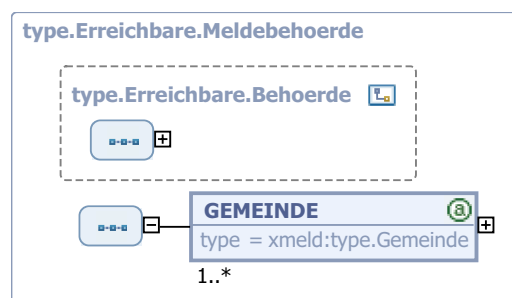 type.Erreichbare.Meldebehoerde
type.Erreichbare.Behoerde
GEMEINDE
a
type = xmeld:type.Gemeinde
1..*